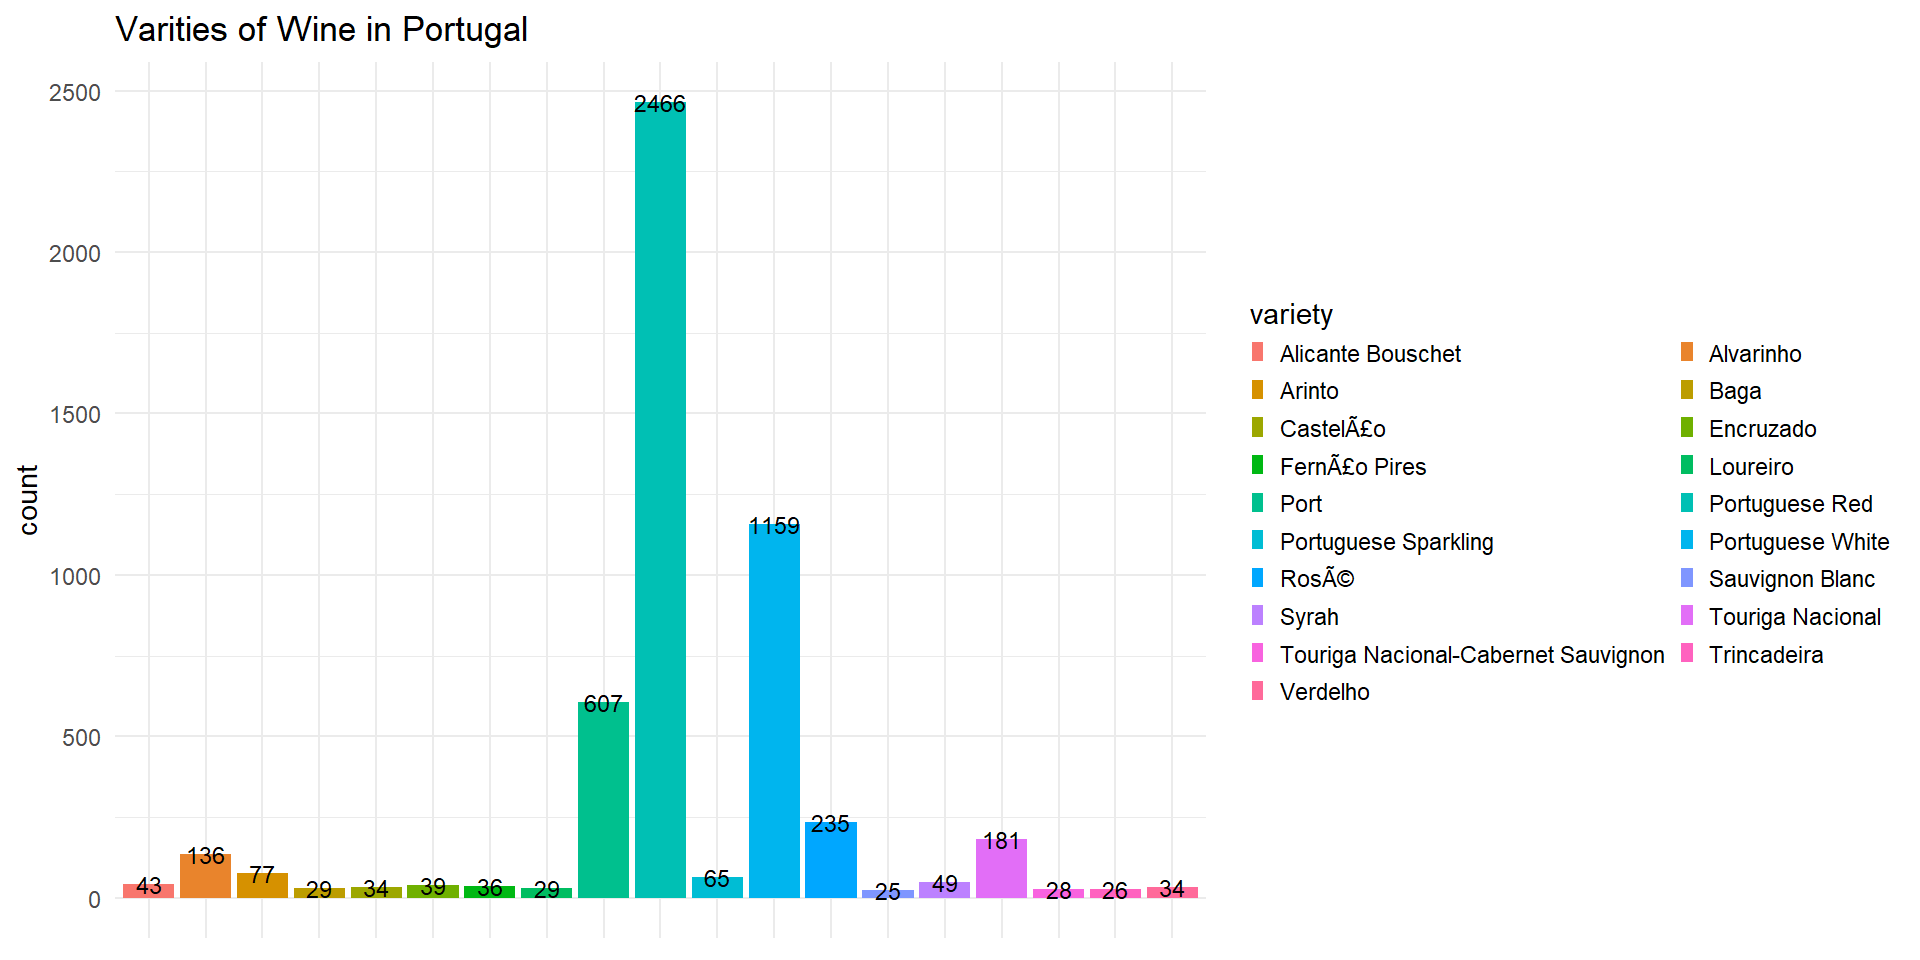 Varities of Wine in Portugal
2500
2000
1500
1000
500
0
count
43
136
77
29
34
39
36
29
607
2466
65
1159
235
25
49
181
28
26
34
variety
Alicante Bouschet
Alvarinho
Arinto
Baga
CastelÃ£o
Encruzado
FernÃ£o Pires
Loureiro
Port
Portuguese Red
Portuguese Sparkling
Portuguese White
RosÃ©
Sauvignon Blanc
Syrah
Touriga Nacional
Touriga Nacional-Cabernet Sauvignon
Trincadeira
Verdelho